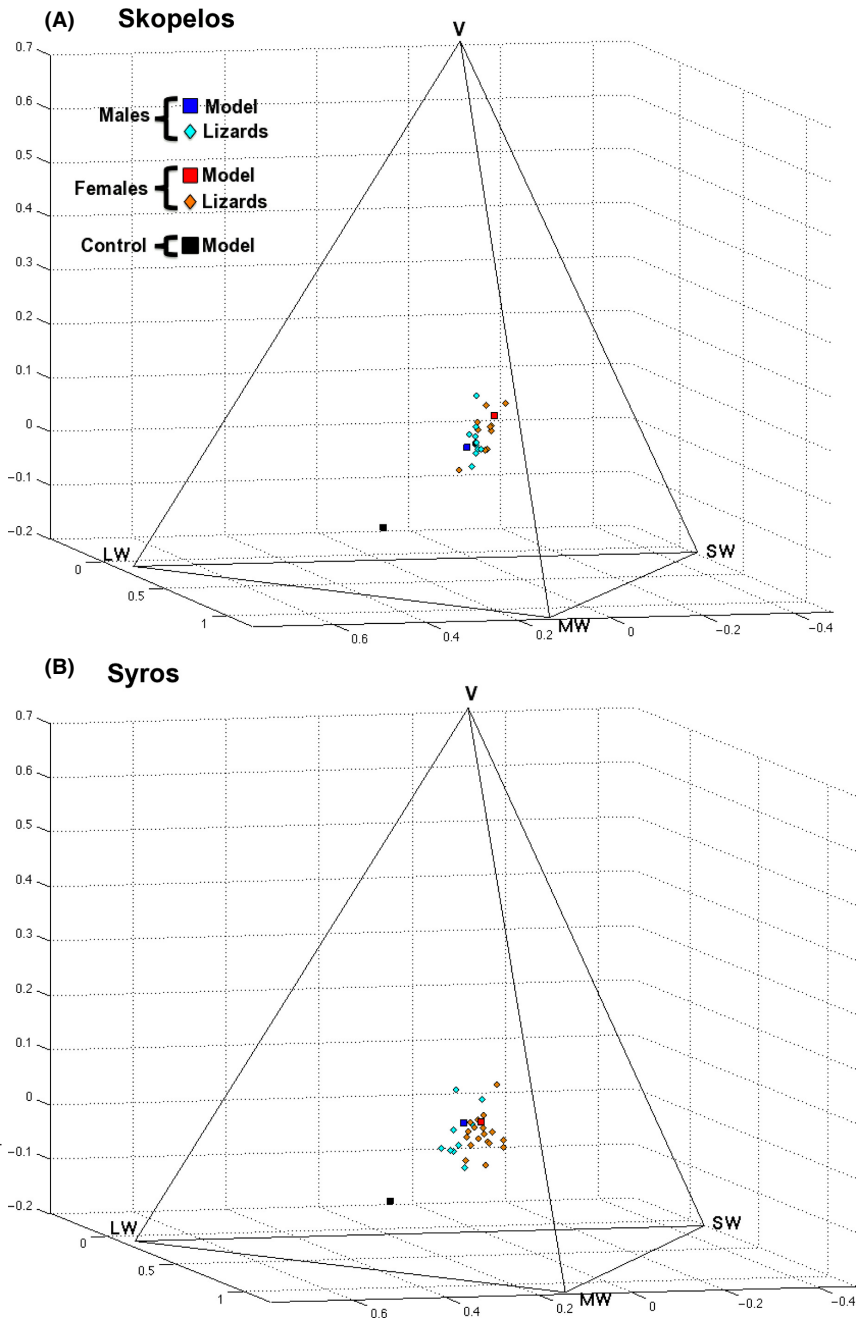 (A) Skopelos
V
0.7
0.6
0.5
0.4
0.3
0.2
0.1
0
−0.1
−0.2
Males Model
Lizards
Females Model
Lizards
Control Model
LW
SW
MW
0
0.5
1
0.6
0.4
0.2
0
−0.2
−0.4
(B) Syros
V
0.7
0.6
0.5
0.4
0.3
0.2
0.1
0
−0.1
−0.2
LW
SW
MW
0
0.5
1
0.6
0.4
0.2
0
−0.2
−0.4